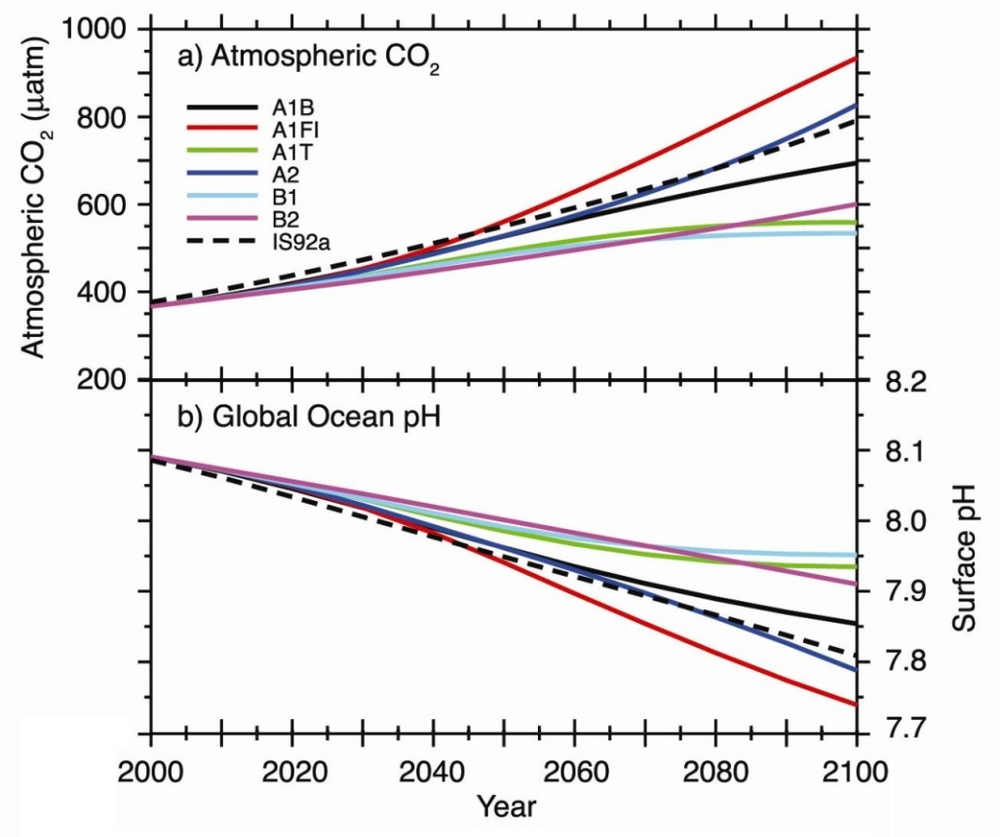 1000
a) Atmospheric CO₂
800
600
400
200
Atmospheric CO₂ (μatm)
A1B
A1FI
A1T
A2
B1
B2
IS92a
8.2
b) Global Ocean pH
8.1
8.0
7.9
7.8
7.7
Surface pH
2000 2020 2040 2060 2080 2100
Year